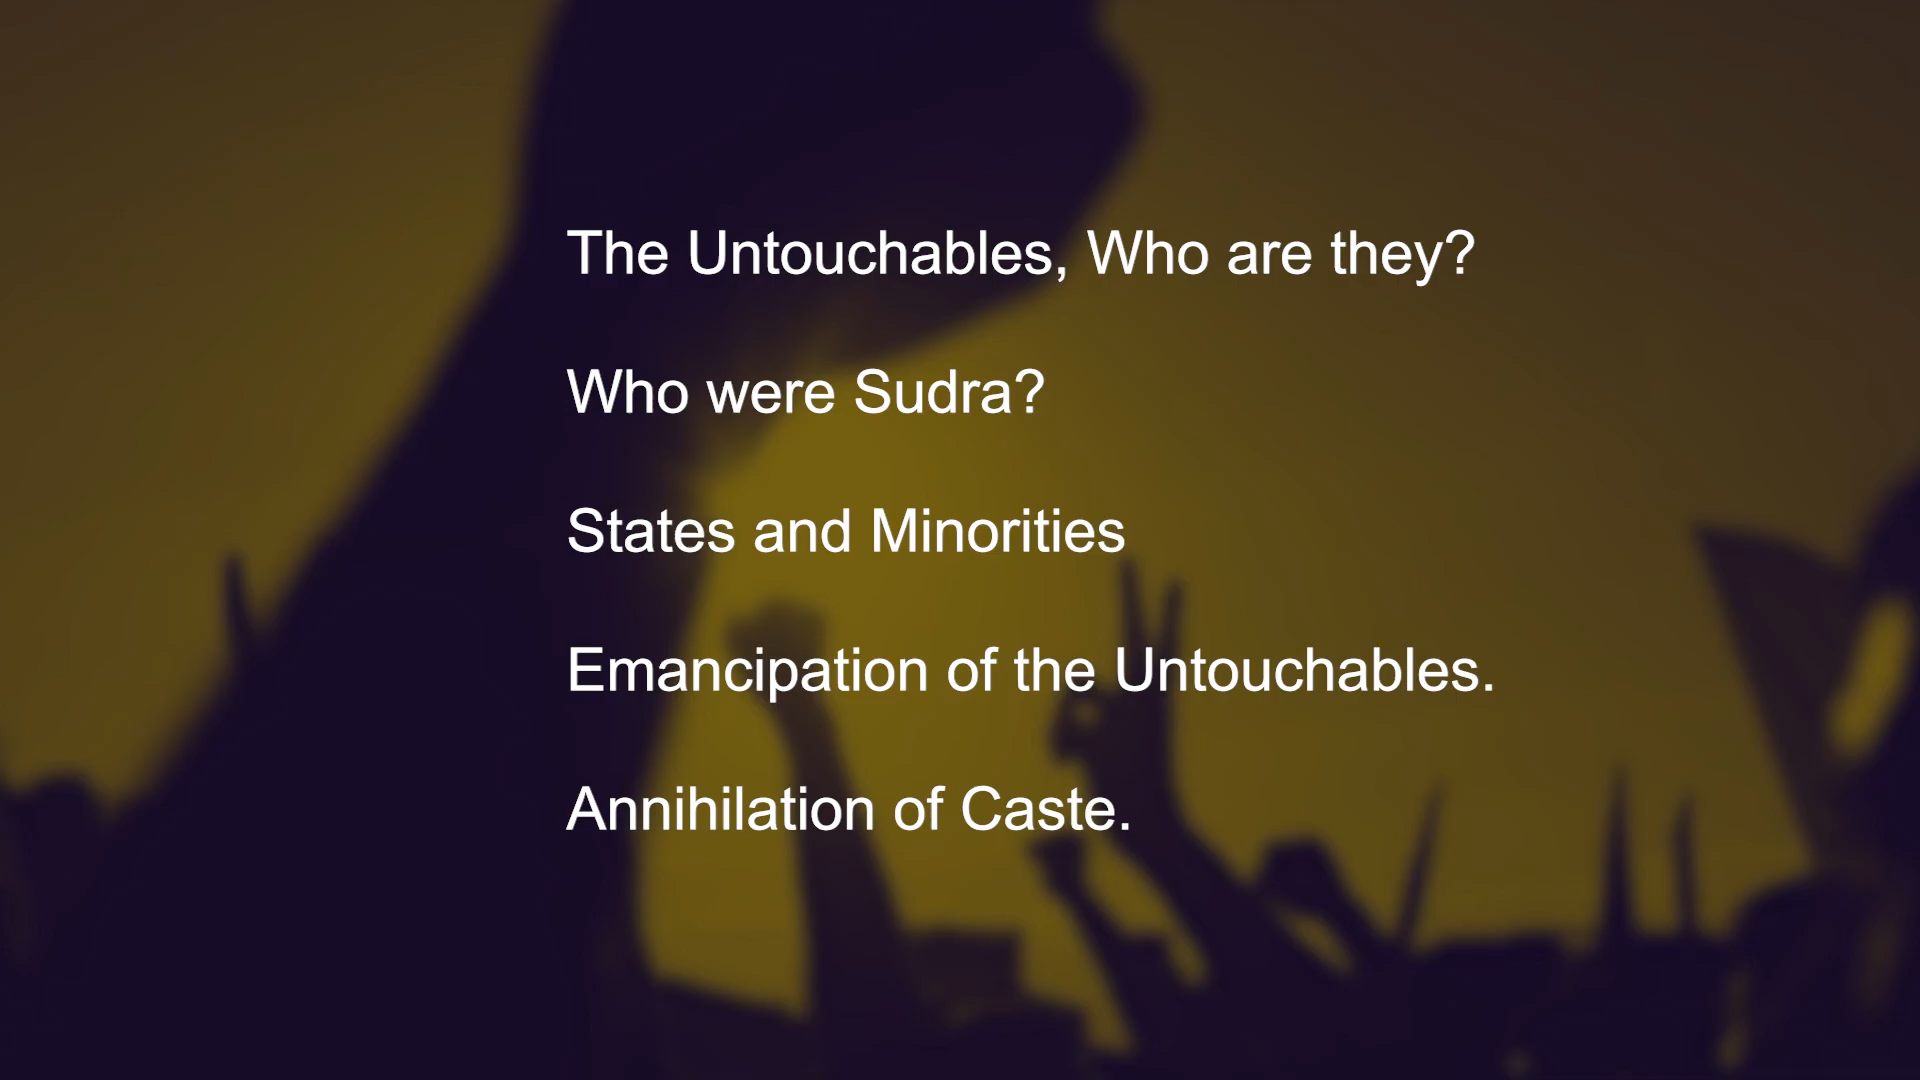 The Untouchables, Who are they?
Who were Sudra?
States and Minorities
Emancipation of the Untouchables.
Annihilation of Caste.